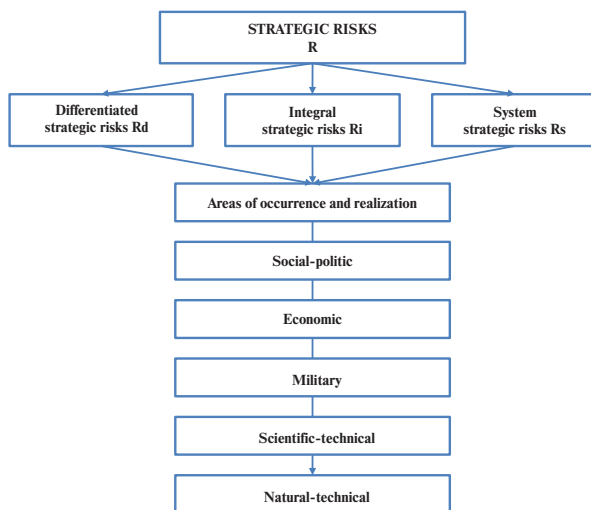 STRATEGIC RISKS
R
Differentiated
strategic risks Rd
Integral
strategic risks Ri
System
strategic risks Rs
Areas of occurrence and realization
Social-politic
Economic
Military
Scientific-technical
Natural-technical